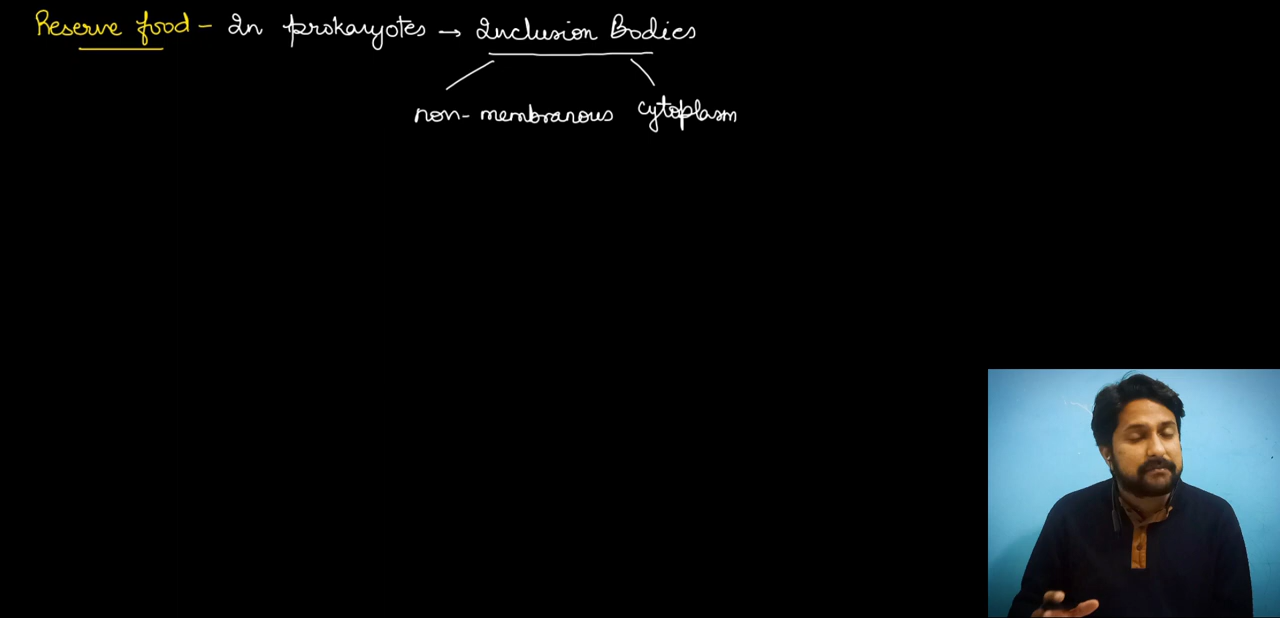 Reserve food - In prokaryotes → Inclusion Bodies
non-membranous cytoplasm